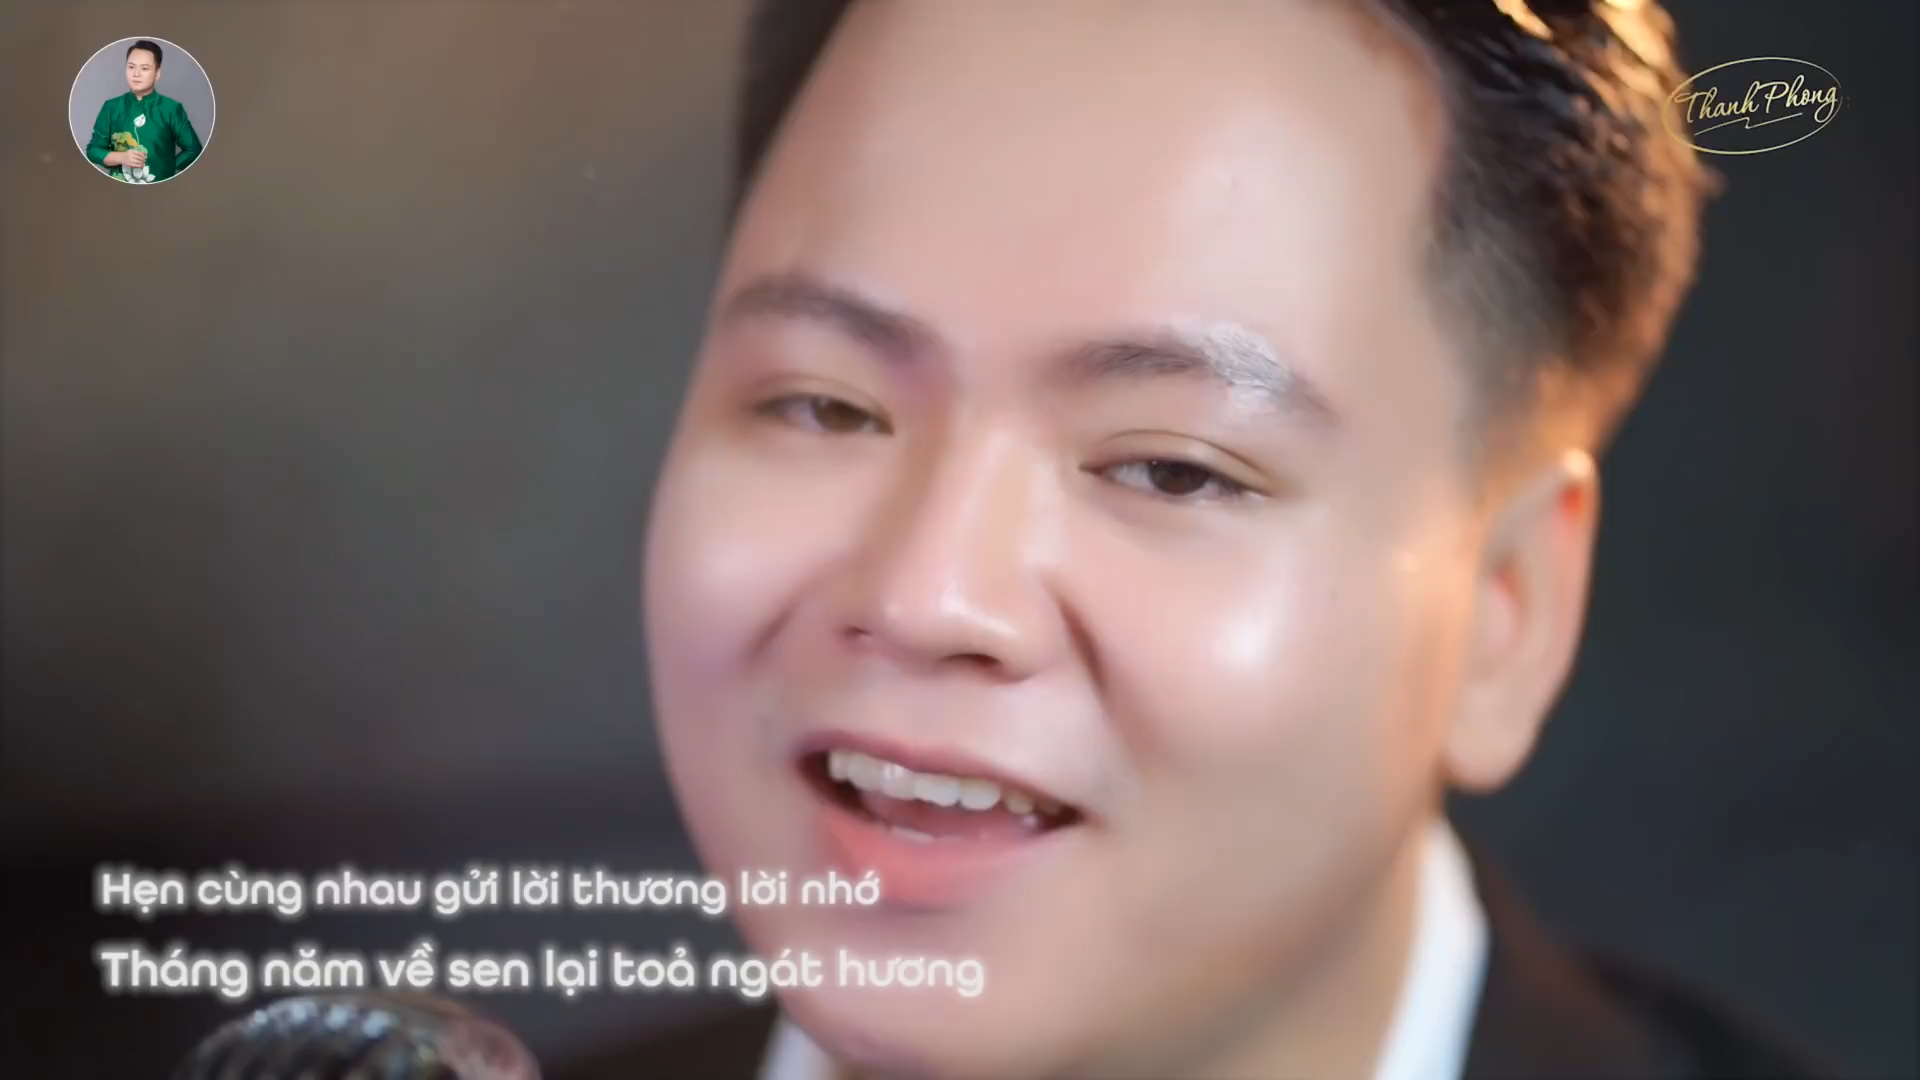 Thanh Phong
Hẹn cùng nhau gửi lời thương lời nhớ
Tháng năm về sen lại toả ngát hương